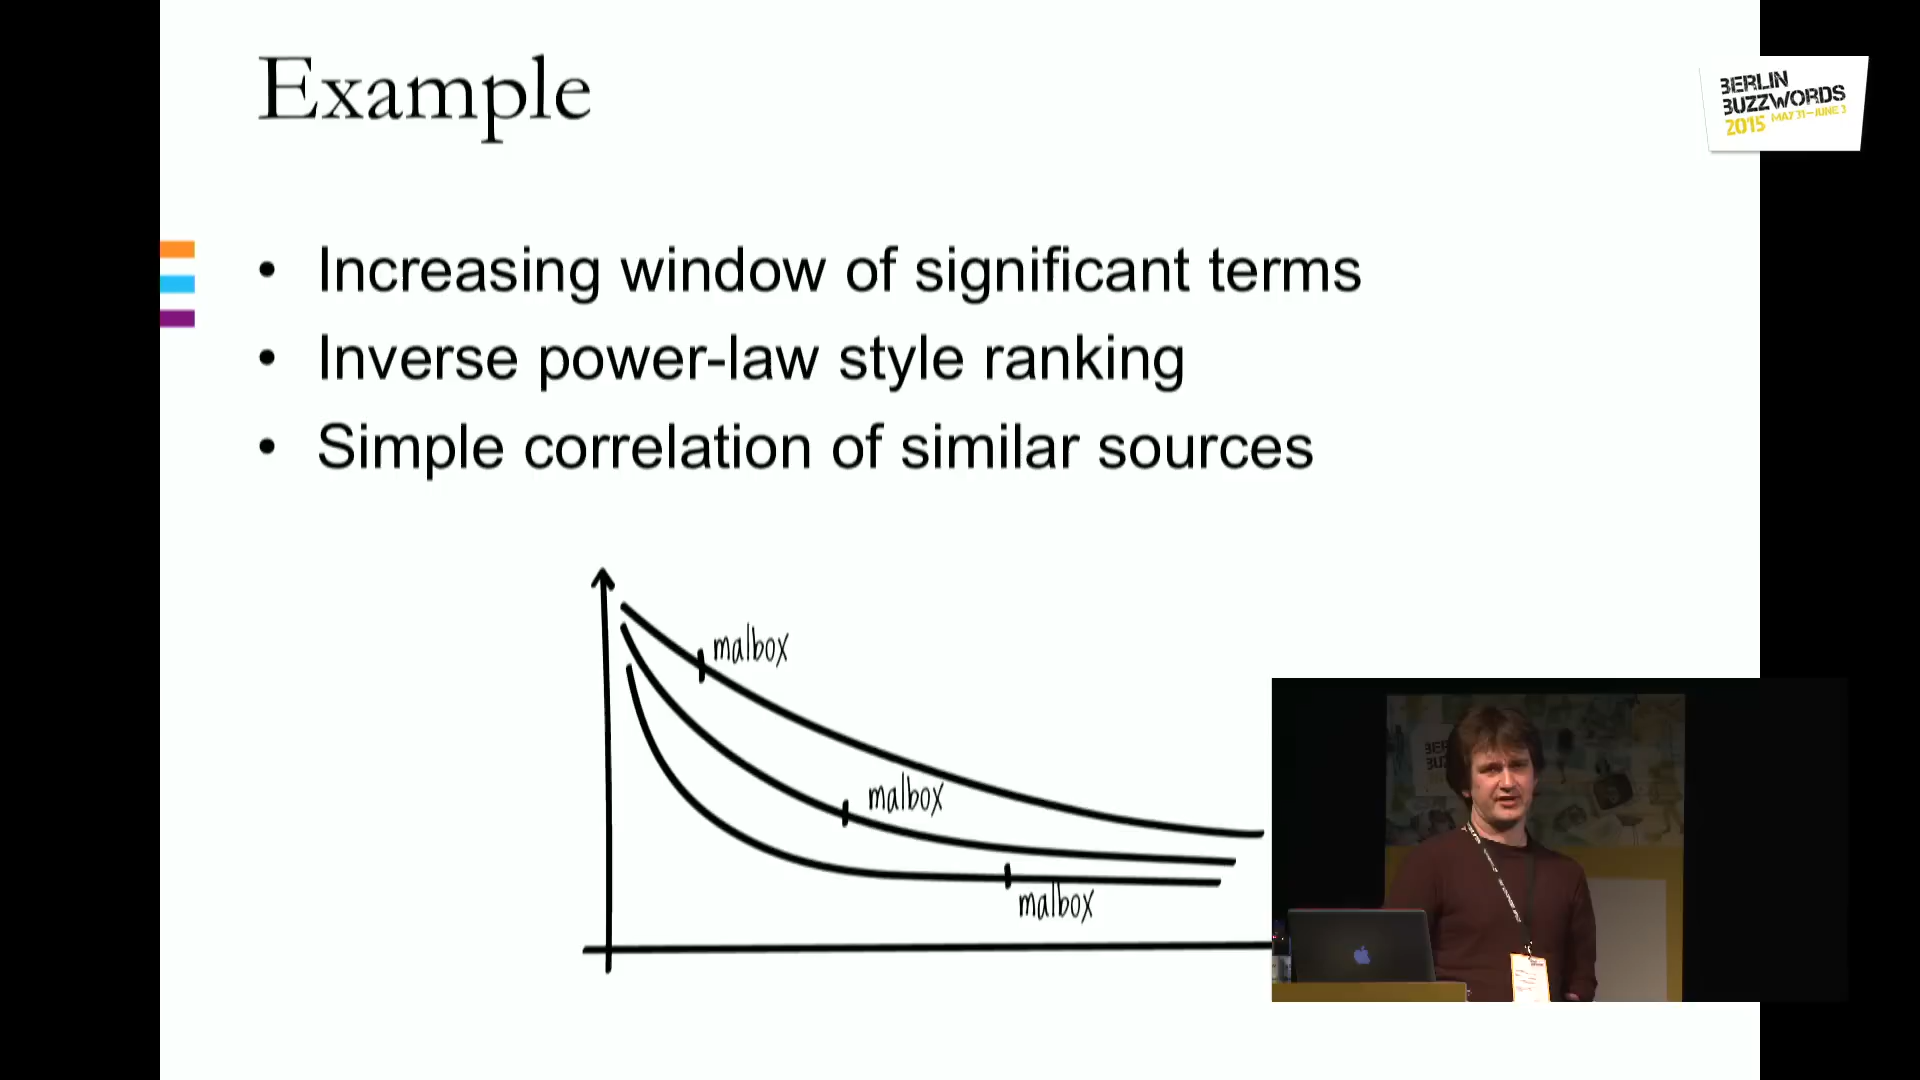 Example
BERLIN
BUZZWORDS
2015 MAY 31–JUNE 3
• Increasing window of significant terms
• Inverse power-law style ranking
• Simple correlation of similar sources
malbox
malbox
malbox